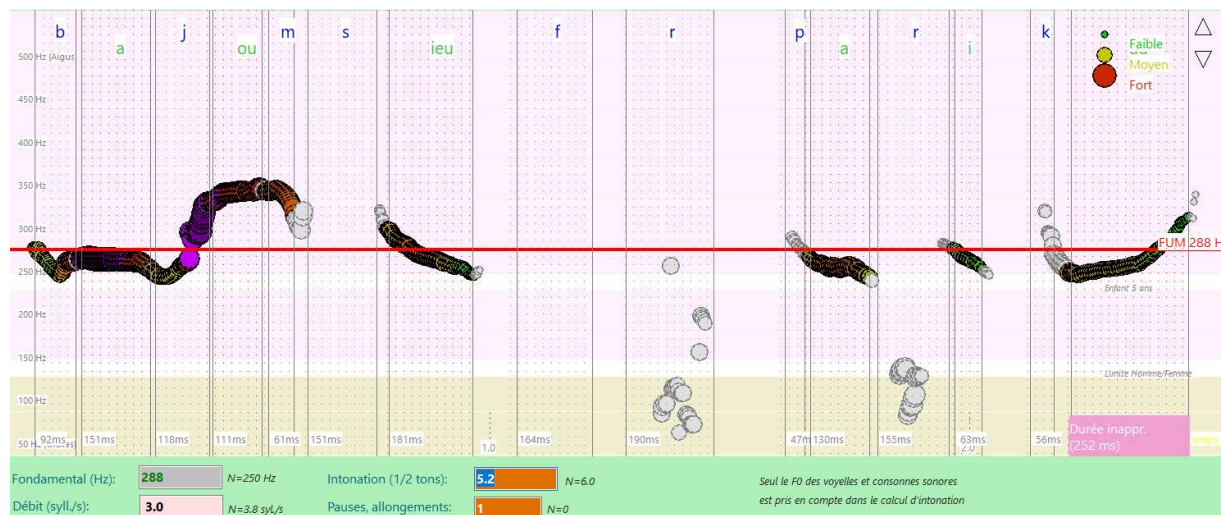 b a j ou m s ieu f r p a r i k
500 Hz (Aigus
Faible
Moyen
Fort
450 Hz
400 Hz
350 Hz
300 Hz
FUM 288 H
250 Hz
Enfant 5 ans
200 Hz
150 Hz
Limite Homme/Femme
100 Hz
50 Hz
92ms 151ms 118ms 111ms 61ms 151ms 181ms 1.0 164ms 190ms 47m 130ms 155ms 63ms 2.0 56ms
Durée inappr.
(252 ms)
Fondamental (Hz): 288 N=250 Hz Intonation (1/2 tons): 5.2 N=6.0 Seul le F0 des voyelles et consonnes sonores
Débit (syll./s): 3.0 N=3.8 syl./s Pauses, allongements: 1 N=0 est pris en compte dans le calcul d'intonation